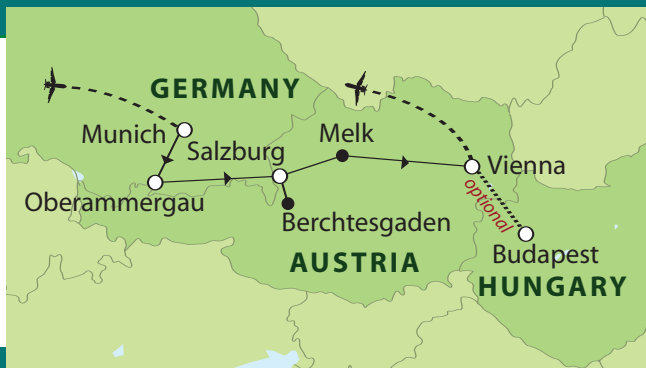 GERMANY
Munich
Melk
Salzburg
Vienna
Oberammergau
optional
Berchtesgaden
Budapest
AUSTRIA
HUNGARY